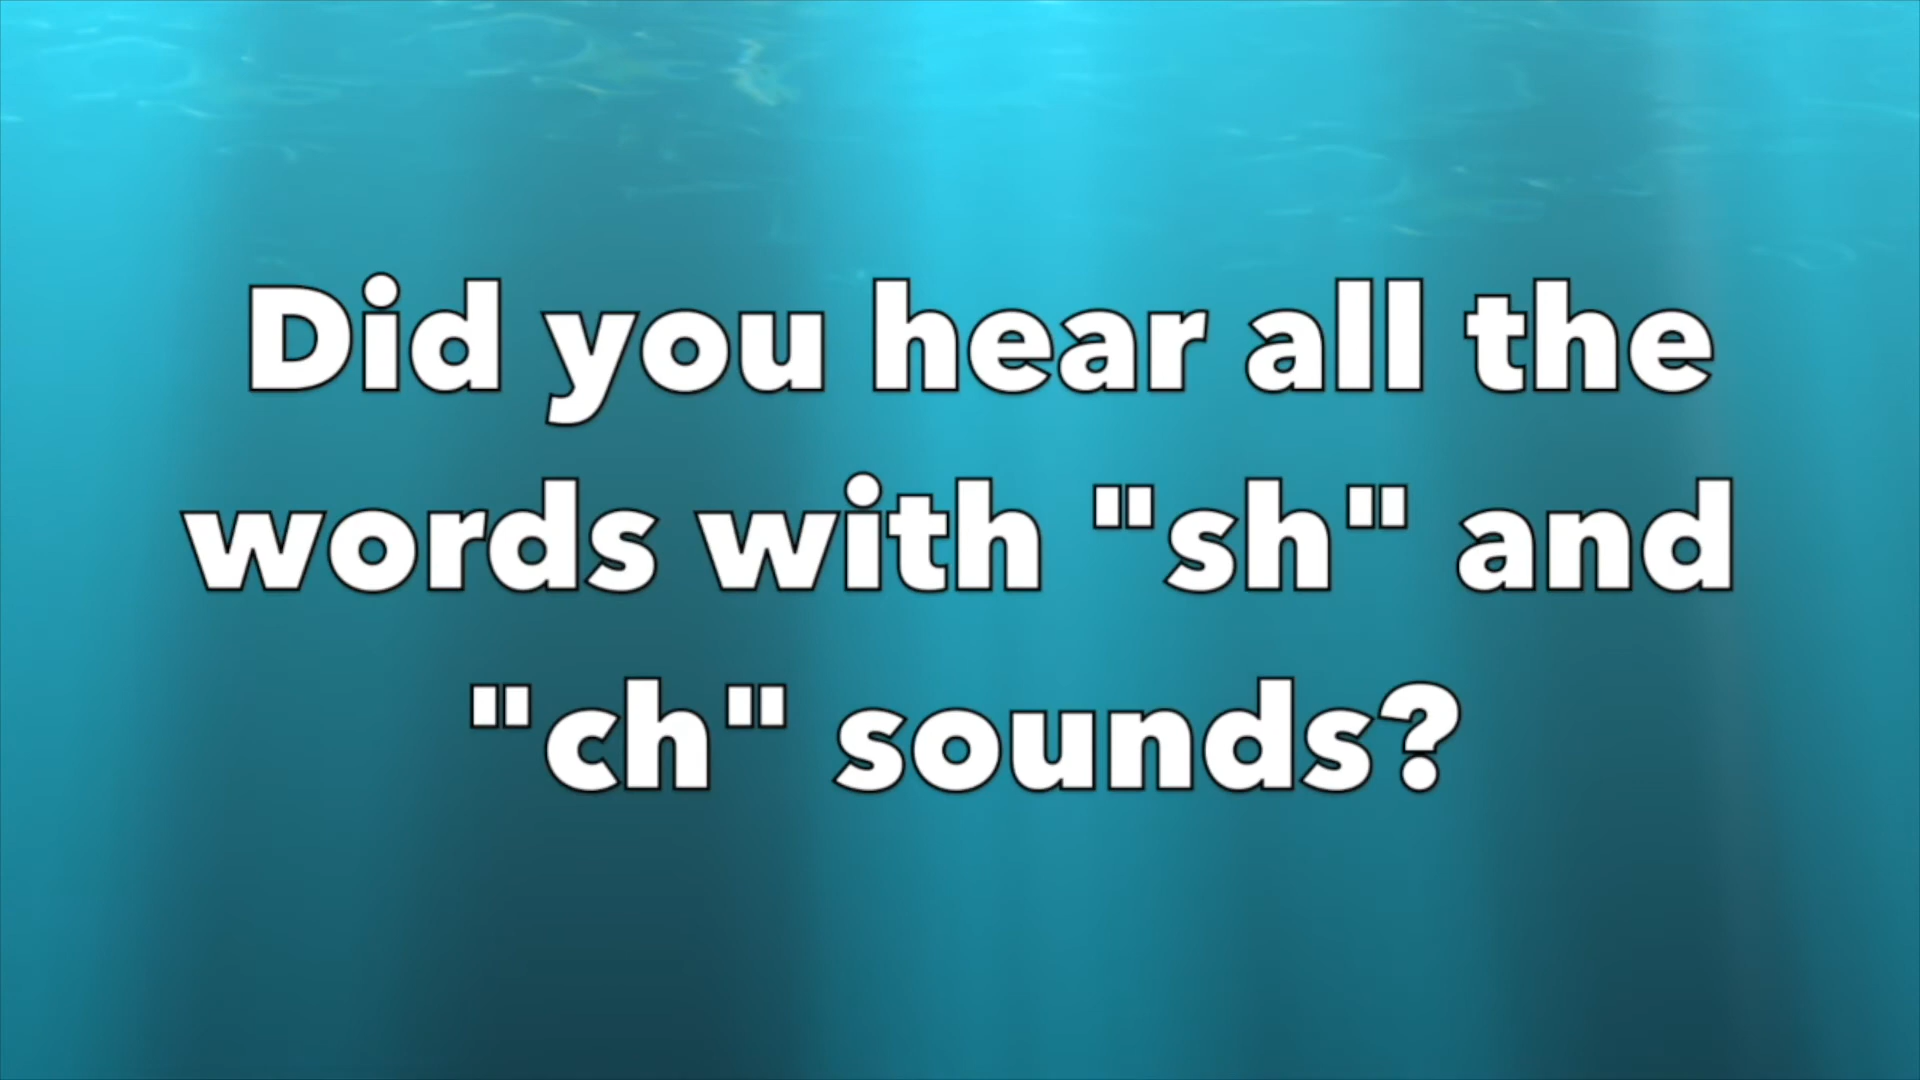 Did you hear all the
words with "sh" and
"ch" sounds?